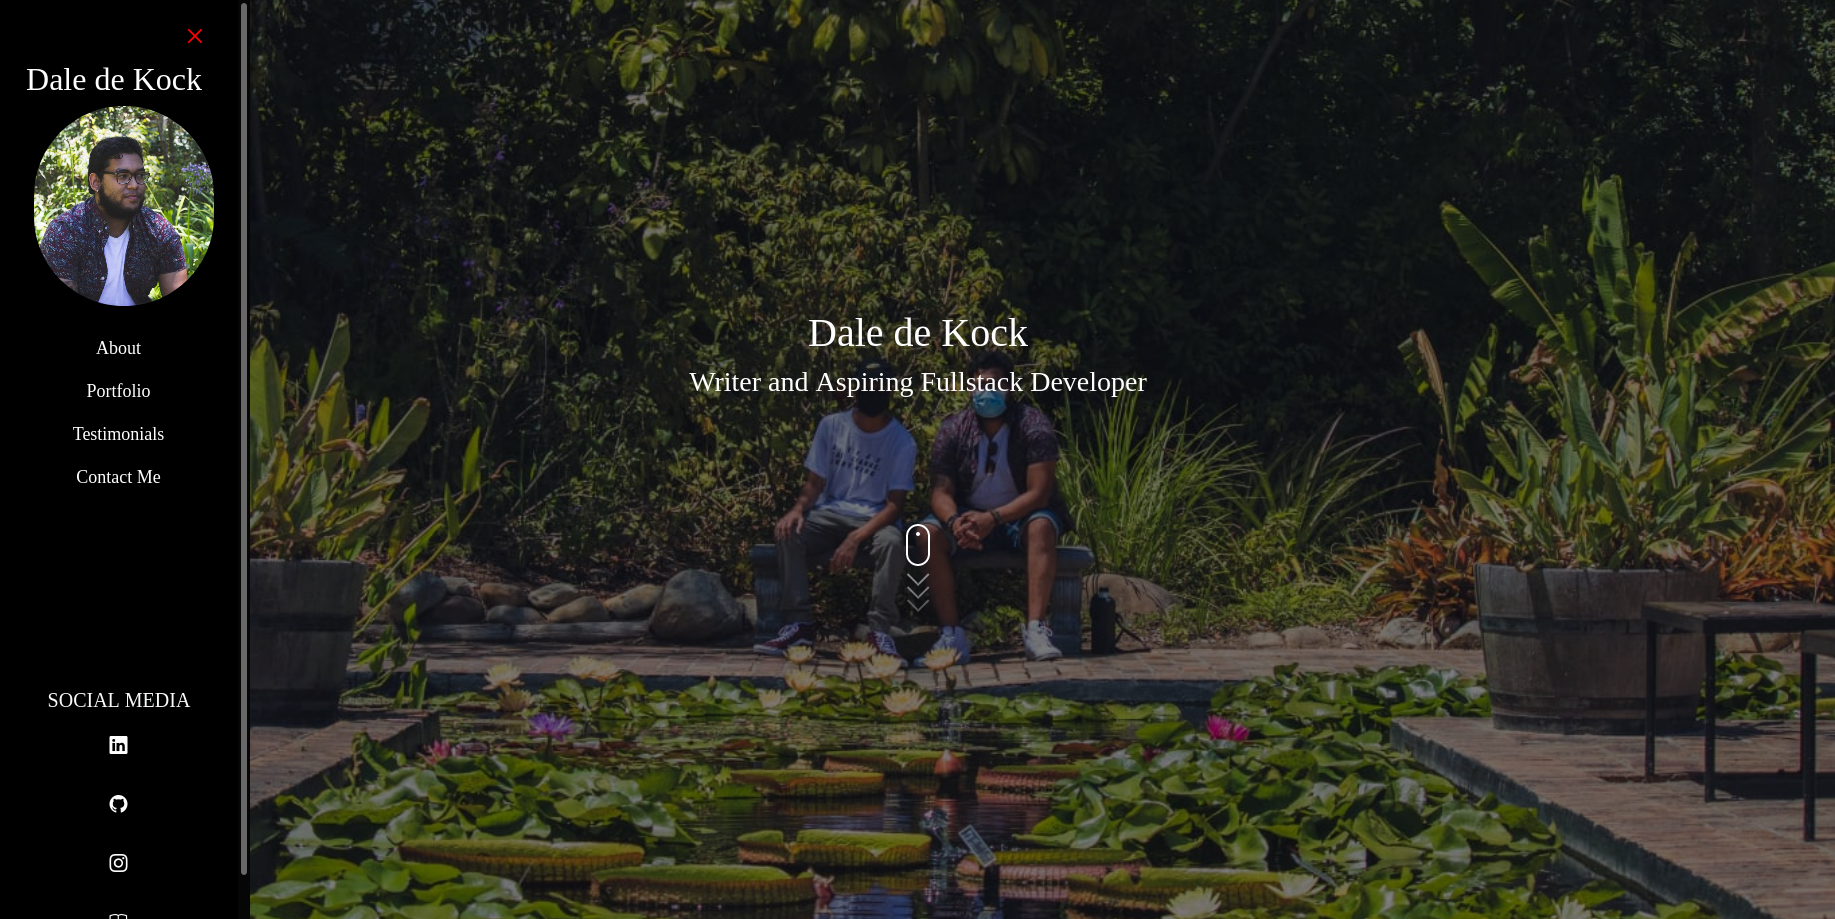 Dale de Kock
About
Portfolio
Testimonials
Contact Me
SOCIAL MEDIA
Dale de Kock
Writer and Aspiring Fullstack Developer